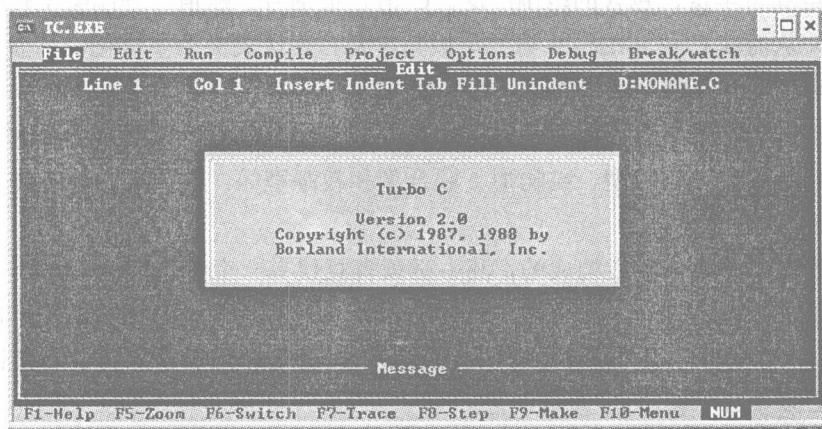 TC.EXE
File Edit Run Compile Project Options Debug Break/watch
Edit
Line 1 Col 1 Insert Indent Tab Fill Unindent D:NONAME.C
Turbo C
Version 2.0
Copyright (c) 1987, 1988 by
Borland International, Inc.
Message
F1-Help F5-Zoom F6-Switch F7-Trace F8-Step F9-Make F10-Menu NUM